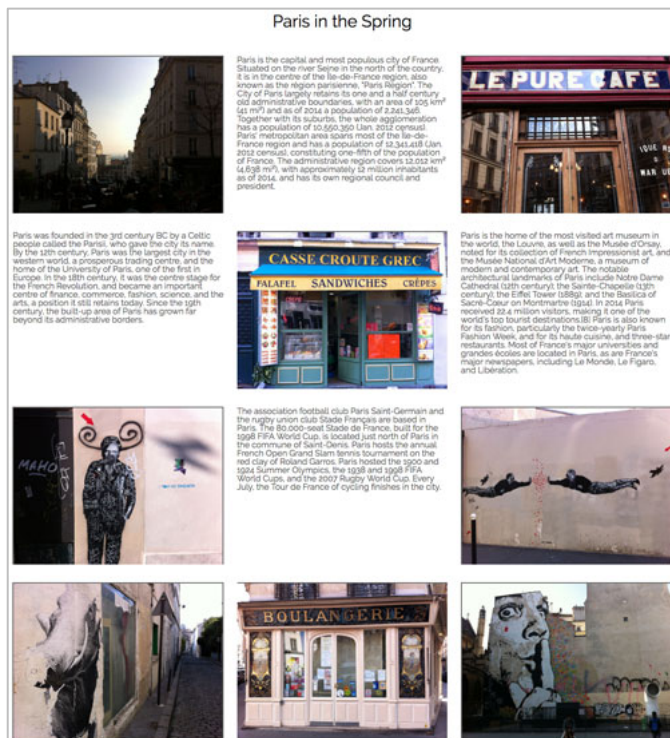 Paris in the Spring
Paris is the capital and most populous city of France.
Situated on the river Seine in the north of the country,
it is in the centre of the Île-de-France region, also
known as the région parisienne, "Paris Region". The
City of Paris largely retains its one and a half century
old administrative boundaries, with an area of 105 km²
(41 mi²) and as of 2014 a population of 2,241,346.
Together with its suburbs, the whole agglomeration
has a population of 10,550,350 (Jan. 2012 census).
Paris' metropolitan area spans most of the Île-de-
France region and has a population of 12,341,418 (Jan.
2012 census), constituting one-fifth of the population
of France. The administrative region covers 12,012 km²
(4,638 mi²), with approximately 12 million inhabitants
as of 2014, and has its own regional council and
president.
LE PURE CAFE
Paris was founded in the 3rd century BC by a Celtic
people called the Parisii, who gave the city its name.
By the 12th century, Paris was the largest city in the
western world, a prosperous trading centre, and the
home of the University of Paris, one of the first in
Europe. In the 18th century, it was the centre stage for
the French Revolution, and became an important
centre of finance, commerce, fashion, science, and the
arts, a position it still retains today. Since the 19th
century, the built-up area of Paris has grown far
beyond its administrative borders.
CASSE CROUTE GREC
FALAFEL SANDWICHES CRÊPES
Paris is the home of the most visited art museum in
the world, the Louvre, as well as the Musée d'Orsay,
noted for its collection of French Impressionist art, and
the Musée National d'Art Moderne, a museum of
modern and contemporary art. The notable
architectural landmarks of Paris include Notre Dame
Cathedral (12th century); the Sainte-Chapelle (13th
century); the Eiffel Tower (1889); and the Basilica of
Sacré-Cœur on Montmartre (1914). In 2014 Paris
received 22.4 million visitors, making it one of the
world's top tourist destinations.[8] Paris is also known
for its fashion, particularly the twice-yearly Paris
Fashion Week, and for its haute cuisine, and three-star
restaurants. Most of France's major universities and
grandes écoles are located in Paris, as are France's
major newspapers, including Le Monde, Le Figaro,
and Libération.
MAHO
The association football club Paris Saint-Germain and
the rugby union club Stade Français are based in
Paris. The 80,000-seat Stade de France, built for the
1998 FIFA World Cup, is located just north of Paris in
the commune of Saint-Denis. Paris hosts the annual
French Open Grand Slam tennis tournament on the
red clay of Roland Garros. Paris hosted the 1900 and
1924 Summer Olympics, the 1938 and 1998 FIFA
World Cups, and the 2007 Rugby World Cup. Every
July, the Tour de France of cycling finishes in the city.
BOULANGERIE